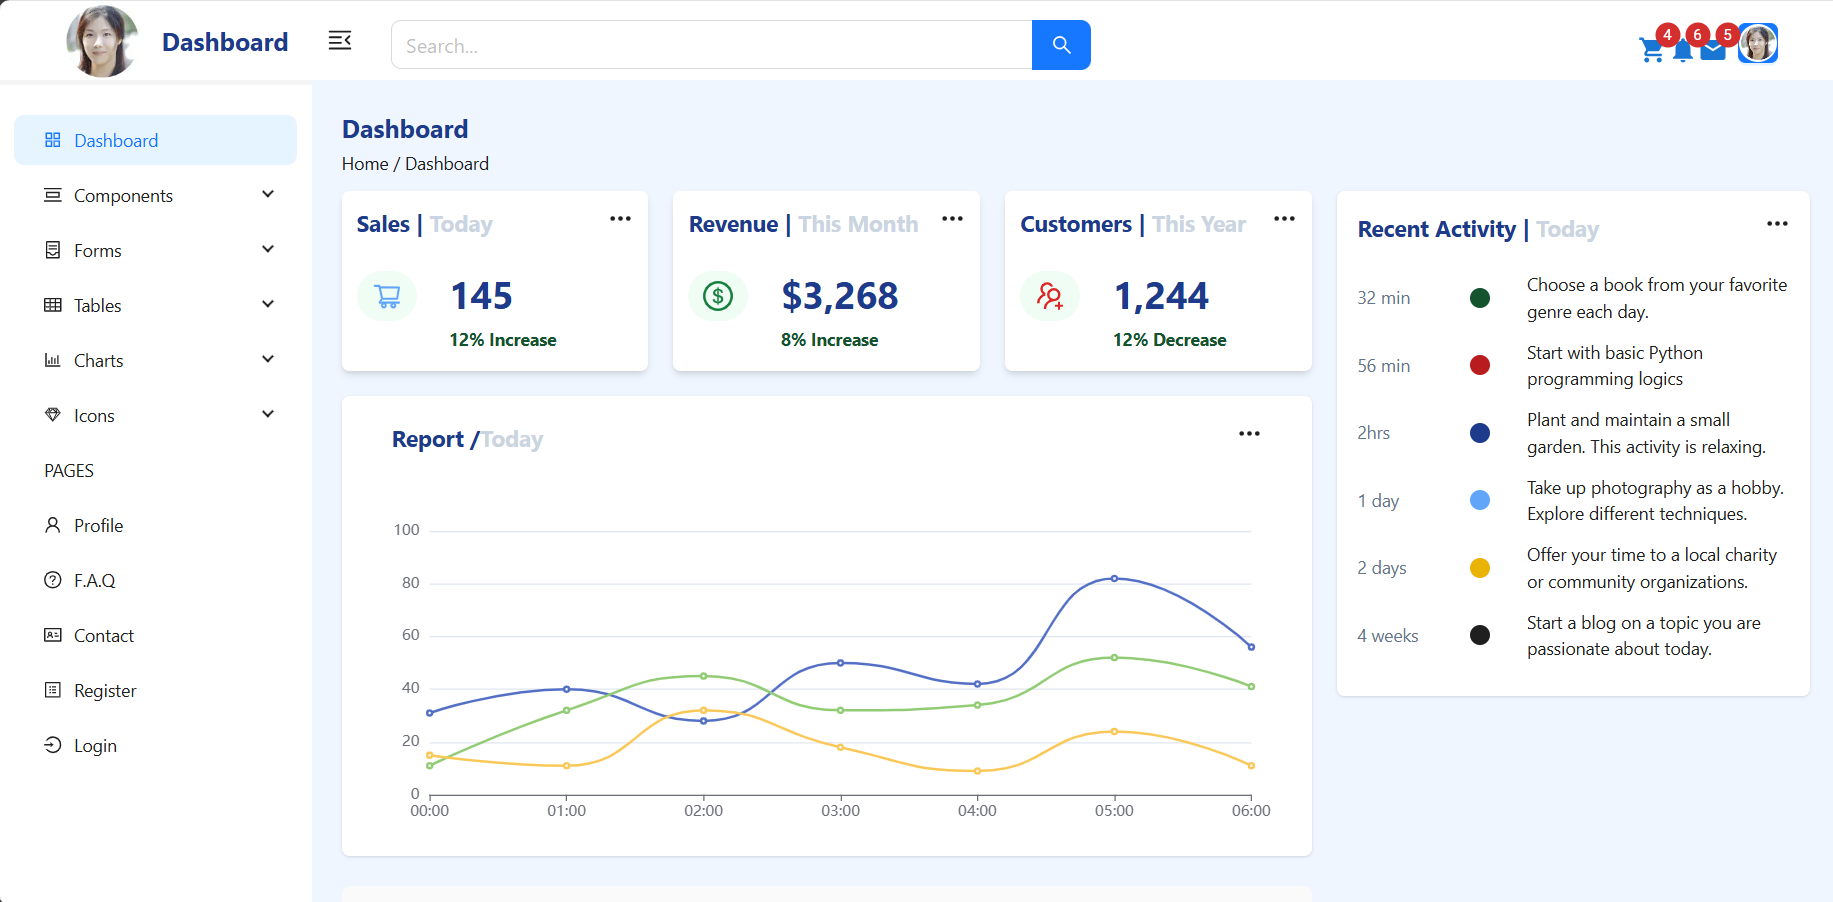 Dashboard
Search...
4
6
5
Dashboard
Components
Forms
Tables
Charts
Icons
PAGES
Profile
F.A.Q
Contact
Register
Login
Dashboard
Home / Dashboard
Sales | Today
145
12% Increase
Revenue | This Month
$3,268
8% Increase
Customers | This Year
1,244
12% Decrease
Report /Today
100
80
60
40
20
0
00:00
01:00
02:00
03:00
04:00
05:00
06:00
Recent Activity | Today
32 min
Choose a book from your favorite
genre each day.
56 min
Start with basic Python
programming logics
2hrs
Plant and maintain a small
garden. This activity is relaxing.
1 day
Take up photography as a hobby.
Explore different techniques.
2 days
Offer your time to a local charity
or community organizations.
4 weeks
Start a blog on a topic you are
passionate about today.